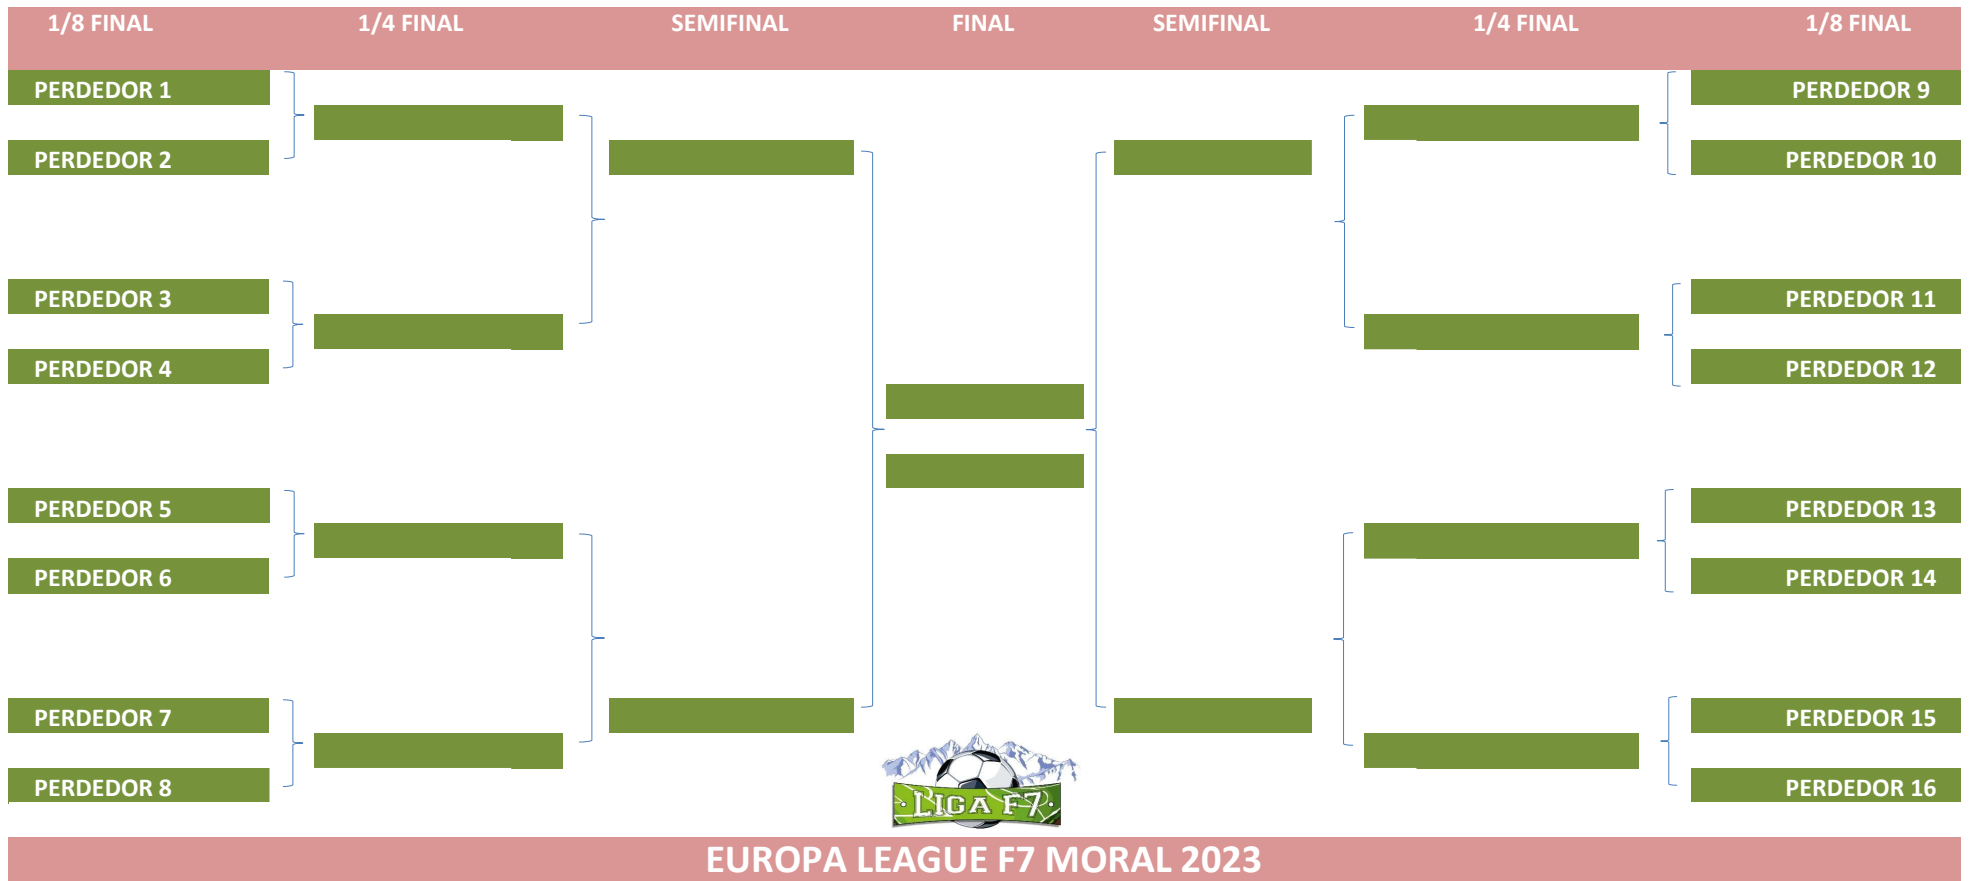 1/8 FINAL 1/4 FINAL SEMIFINAL FINAL SEMIFINAL 1/4 FINAL 1/8 FINAL
PERDEDOR 1 PERDEDOR 9
PERDEDOR 2 PERDEDOR 10
PERDEDOR 3 PERDEDOR 11
PERDEDOR 4 PERDEDOR 12
PERDEDOR 5 PERDEDOR 13
PERDEDOR 6 PERDEDOR 14
PERDEDOR 7 PERDEDOR 15
PERDEDOR 8 PERDEDOR 16
·LIGA F7·
EUROPA LEAGUE F7 MORAL 2023